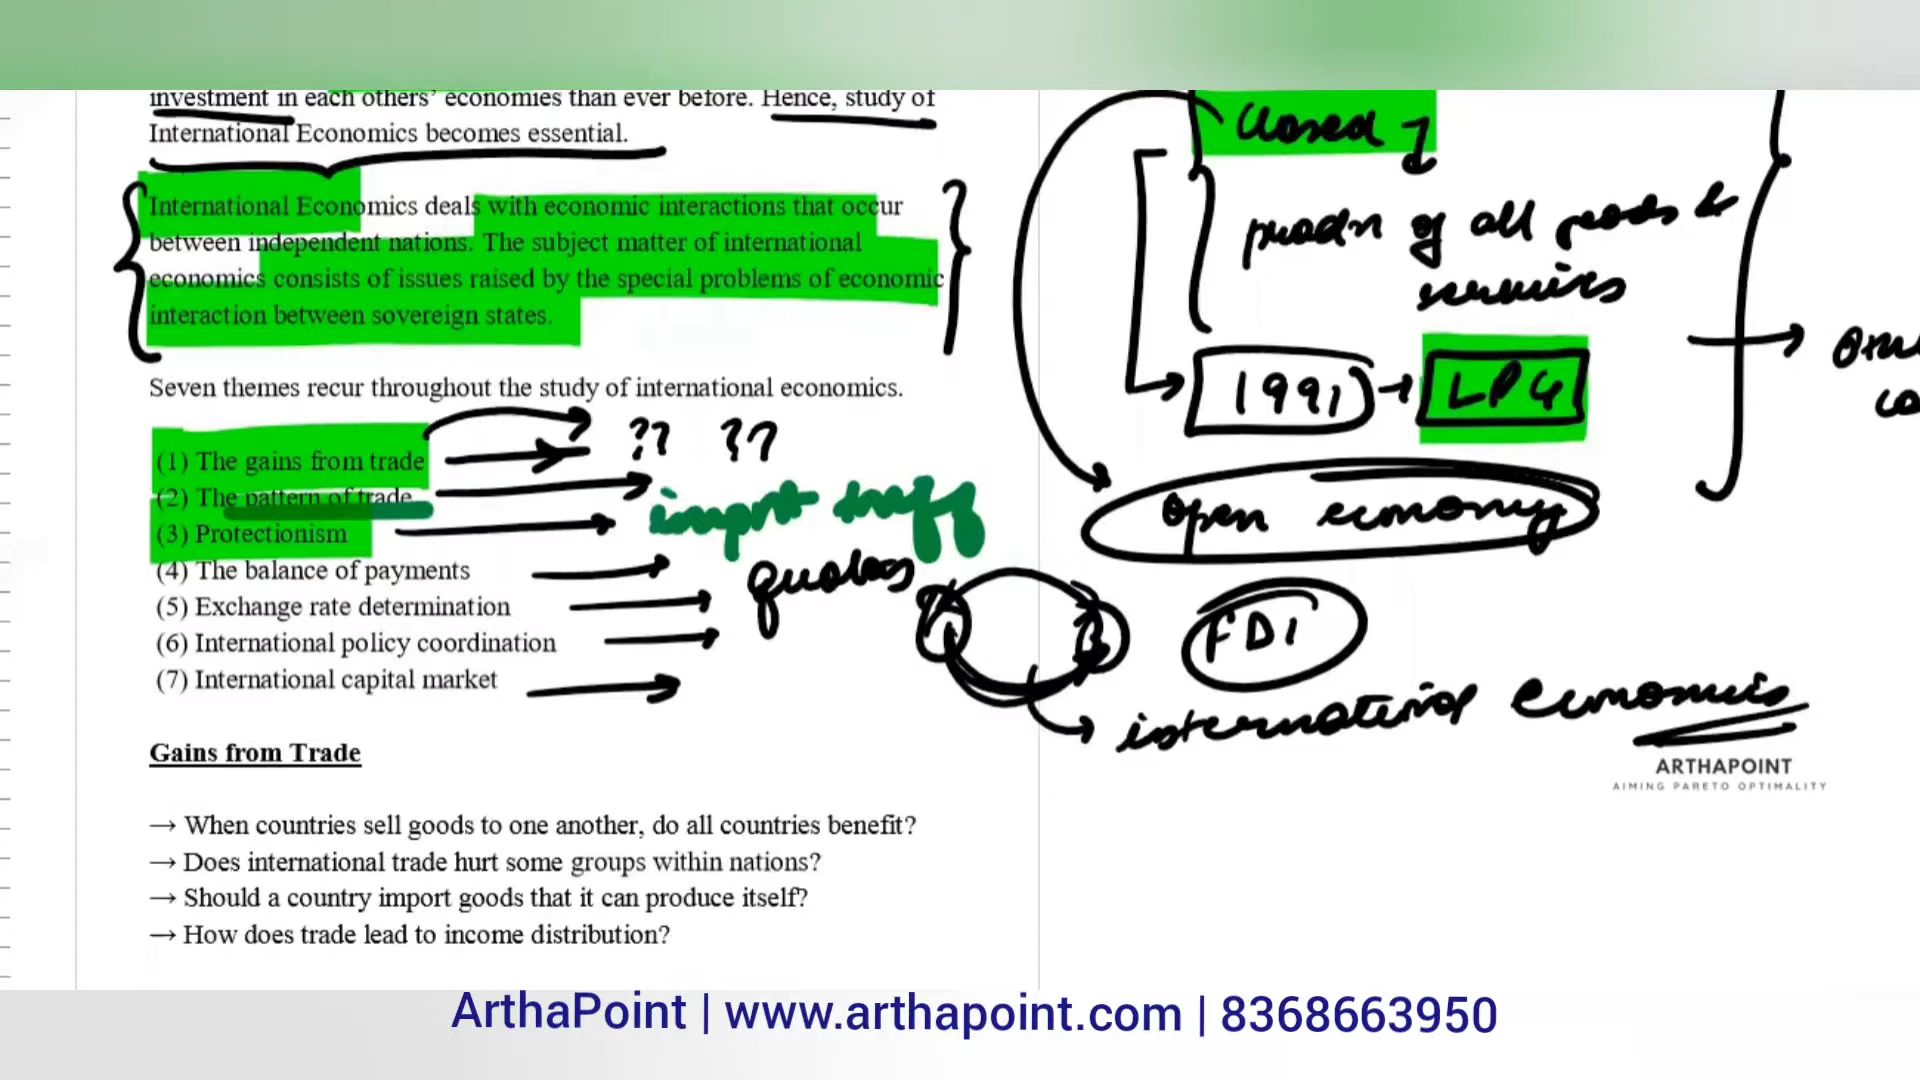 investment in each others' economies than ever before. Hence, study of
International Economics becomes essential.
International Economics deals with economic interactions that occur
between independent nations. The subject matter of international
economics consists of issues raised by the special problems of economic
interaction between sovereign states.
Seven themes recur throughout the study of international economics.
(1) The gains from trade
?? ??
(2) The pattern of trade
import tariff
(3) Protectionism
(4) The balance of payments
quotas
(5) Exchange rate determination
(6) International policy coordination
(7) International capital market
Gains from Trade
→ When countries sell goods to one another, do all countries benefit?
→ Does international trade hurt some groups within nations?
→ Should a country import goods that it can produce itself?
→ How does trade lead to income distribution?
Closed
prodn of all goods &
services
1991 → LPG
open economy
A B
FDI
international economics
ARTHAPOINT
AIMING PARETO OPTIMALITY
ArthaPoint | www.arthapoint.com | 8368663950